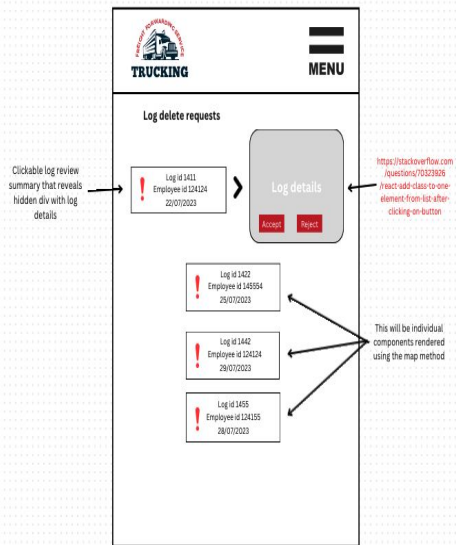 FREIGHT FORWARDING SERVICE
TRUCKING
MENU
Log delete requests
Clickable log review
summary that reveals
hidden div with log
details
Log id 1411
Employee id 124124
22/07/2023
Log details
Accept
Reject
https://stackoverflow.com
/questions/70323926
/react-add-class-to-one-
element-from-list-after-
clicking-on-button
Log id 1422
Employee id 145554
25/07/2023
Log id 1442
Employee id 124124
29/07/2023
Log id 1455
Employee id 124155
28/07/2023
This will be individual
components rendered
using the map method